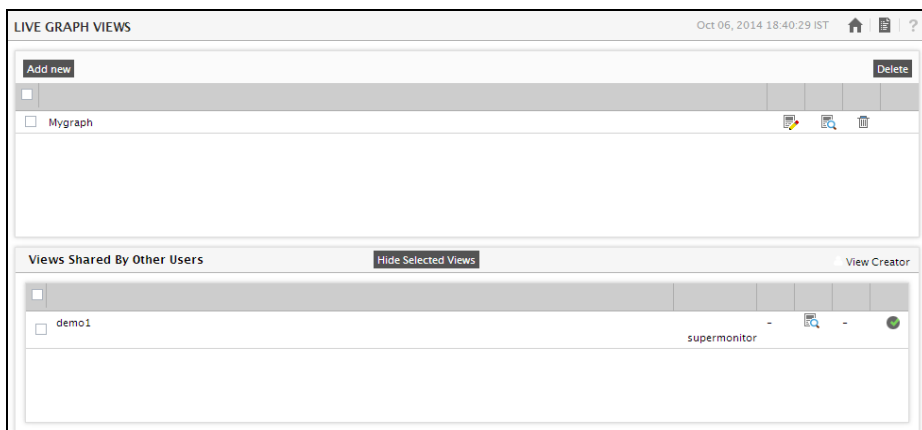 LIVE GRAPH VIEWS
Oct 06, 2014 18:40:29 IST
?
Add new
Delete
Mygraph
Views Shared By Other Users
Hide Selected Views
View Creator
demo1
-
-
supermonitor